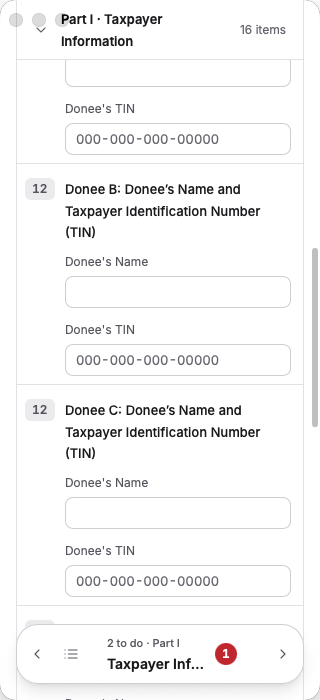 Part I · Taxpayer
Information
16 items
Donee's TIN
000-000-000-00000
12
Donee B: Donee’s Name and
Taxpayer Identification Number
(TIN)
Donee's Name
Donee's TIN
000-000-000-00000
12
Donee C: Donee’s Name and
Taxpayer Identification Number
(TIN)
Donee's Name
Donee's TIN
000-000-000-00000
2 to do · Part I
Taxpayer Inf...
1